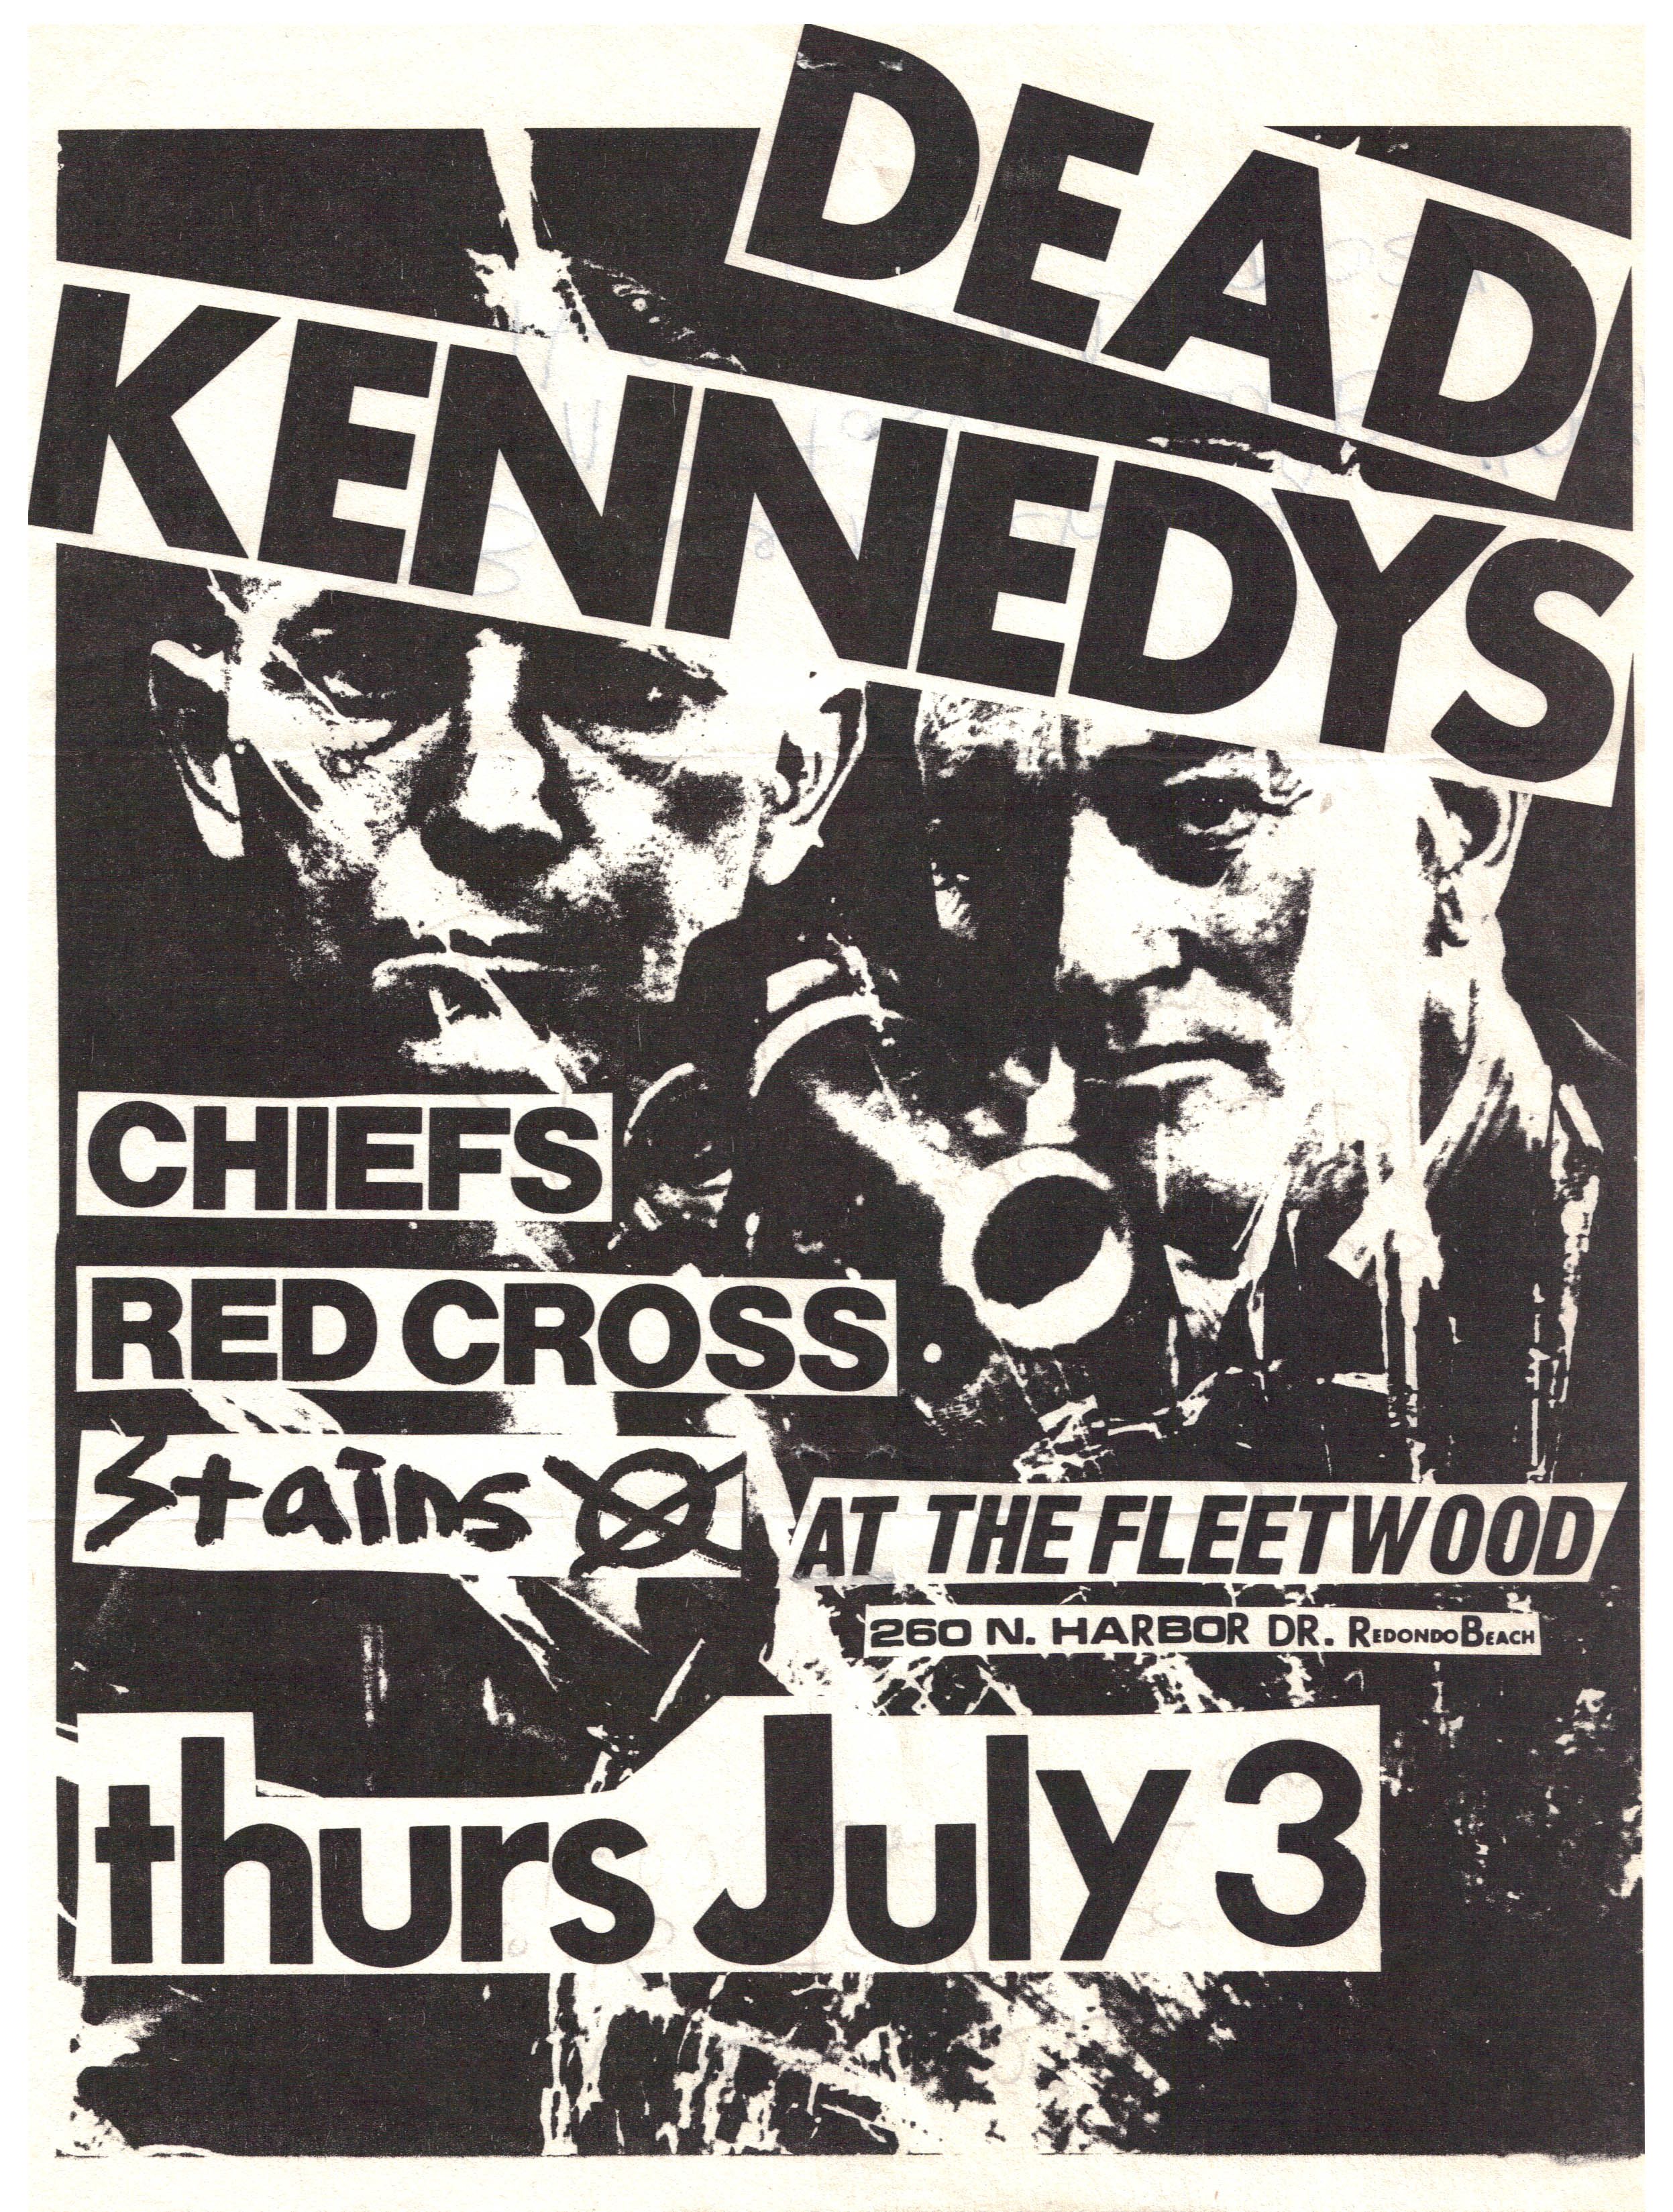 DEAD
KENNEDYS
CHIEFS
RED CROSS
Stains
AT THE FLEETWOOD
260 N. HARBOR DR. REDONDO BEACH
thurs July 3